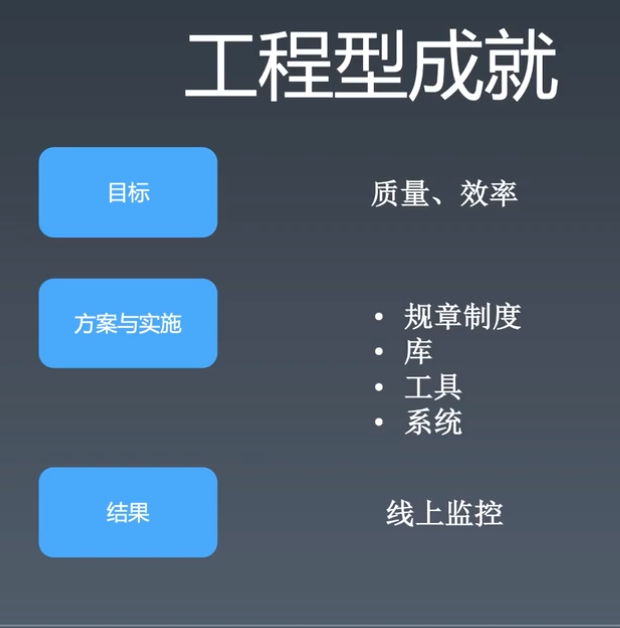 工程型成就
目标
质量、效率
方案与实施
• 规章制度
• 库
• 工具
• 系统
结果
线上监控